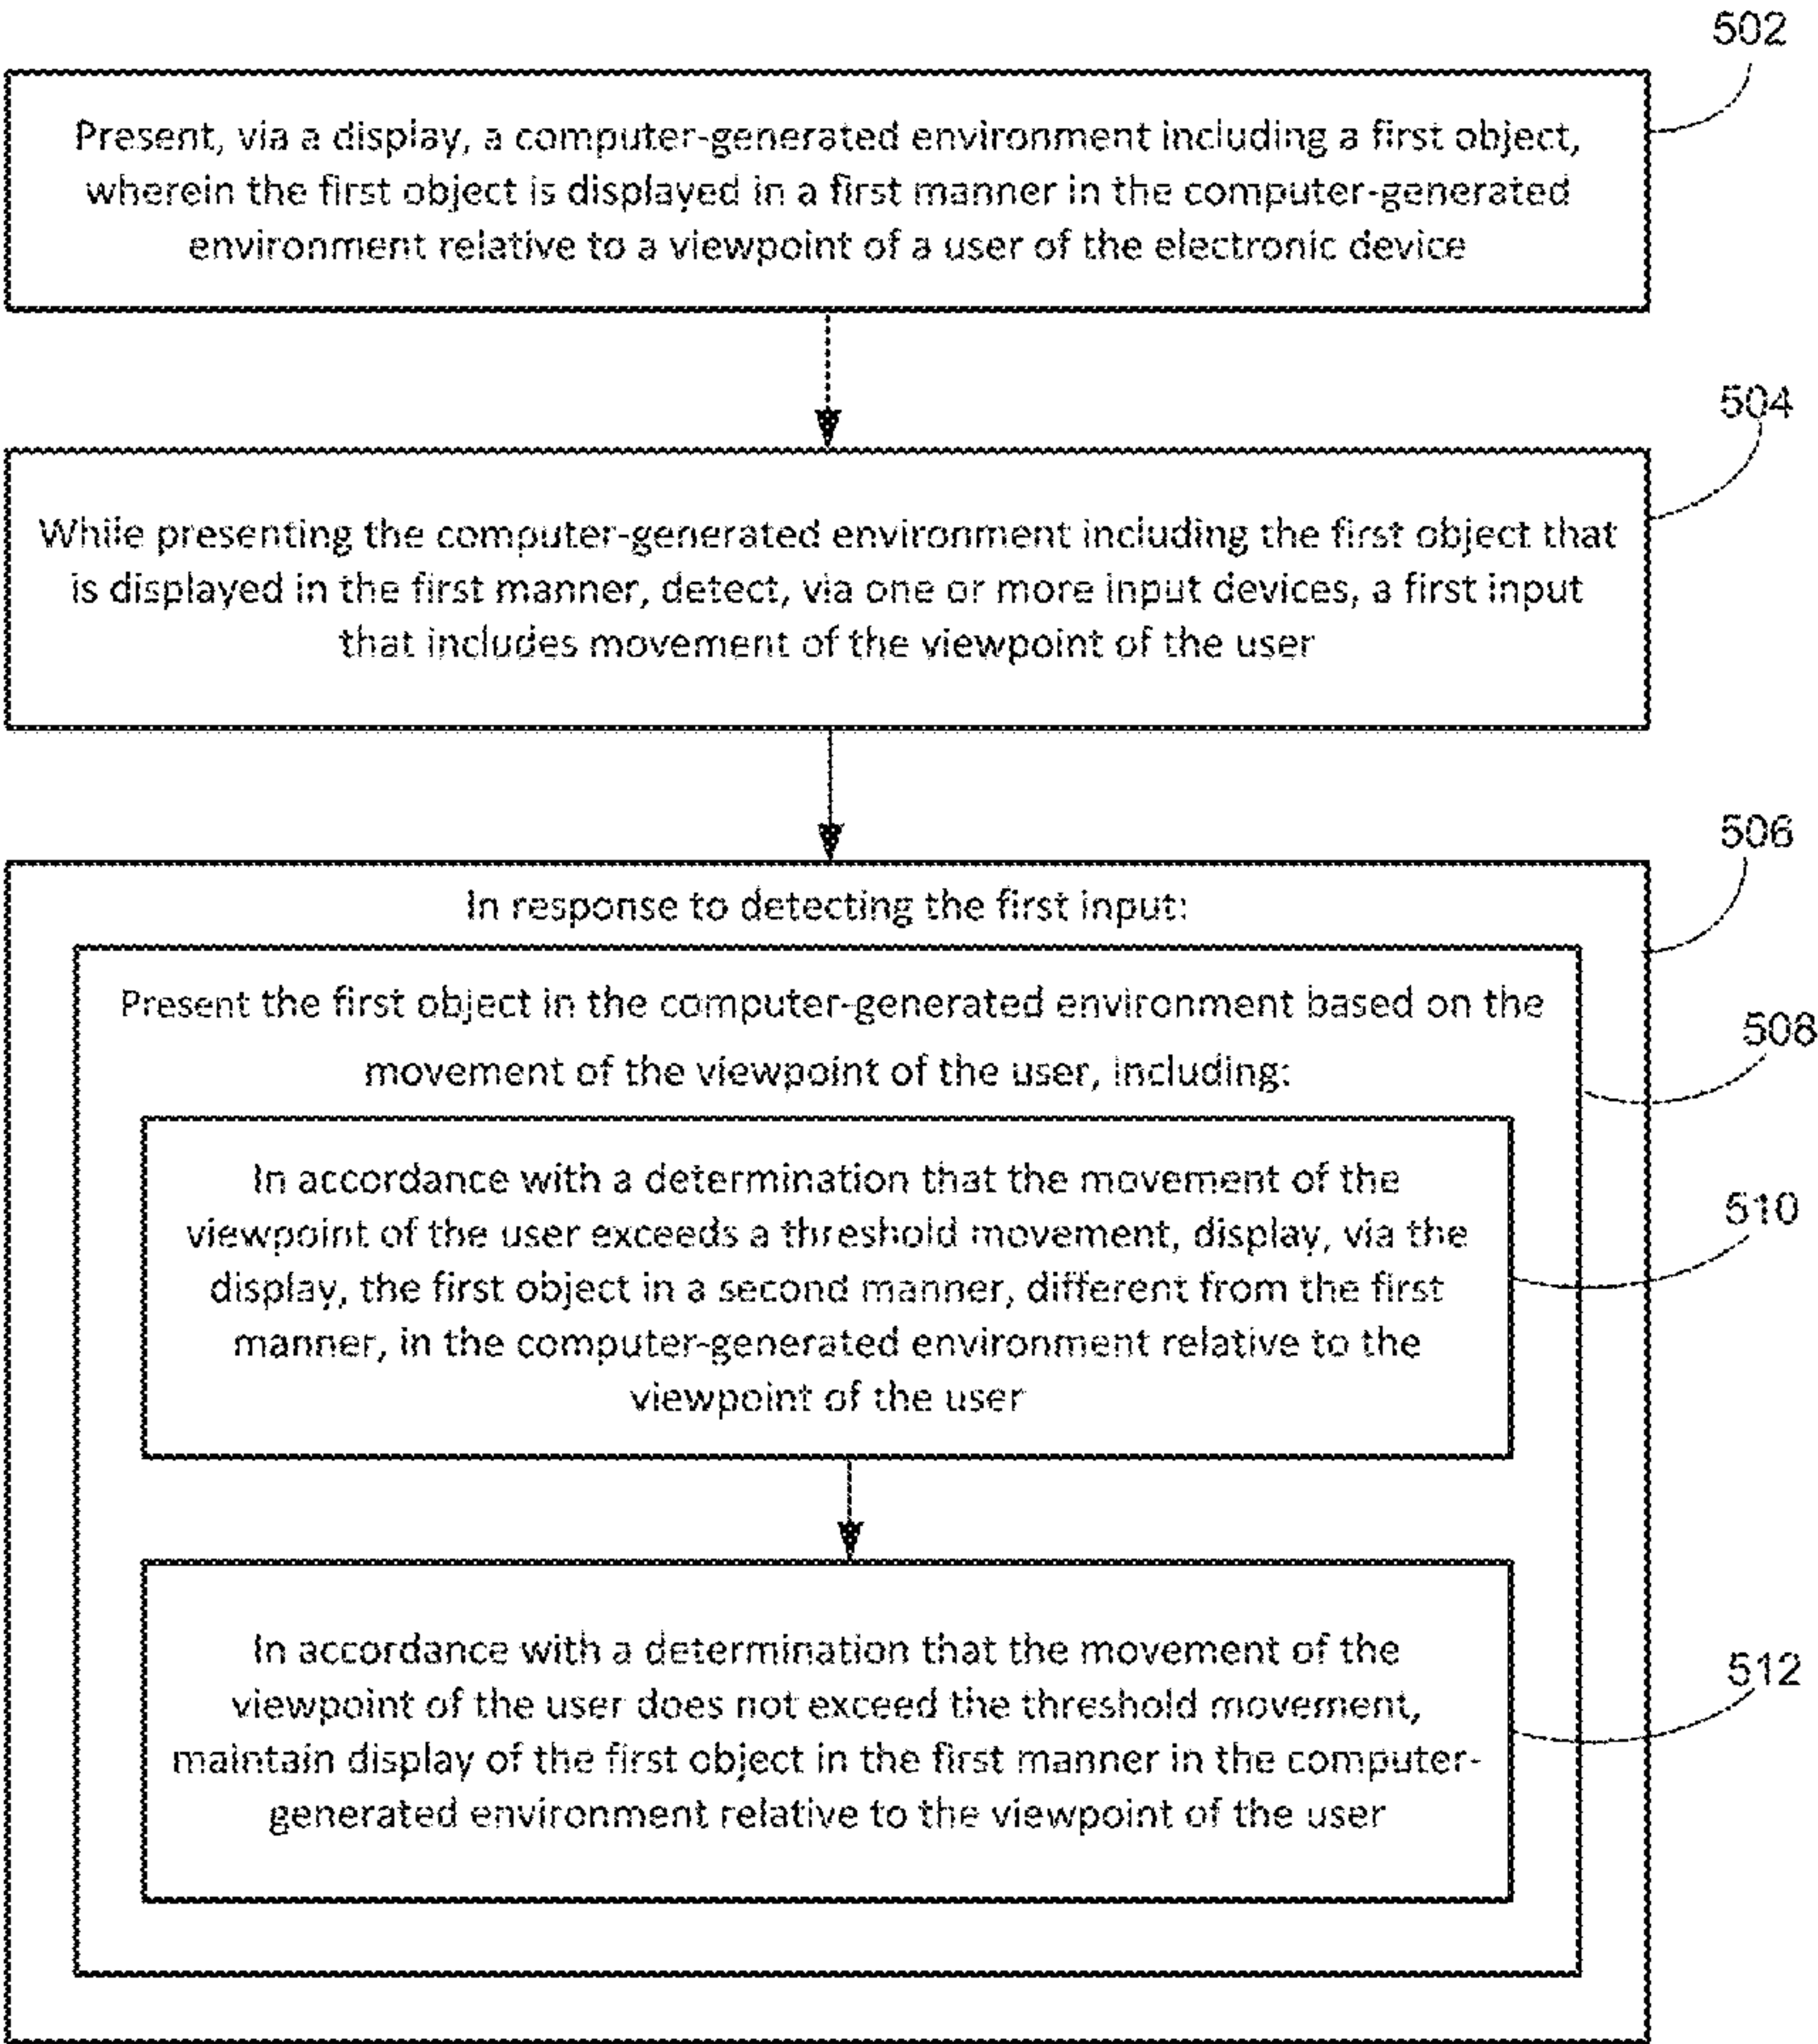 502
Present, via a display, a computer-generated environment including a first object,
wherein the first object is displayed in a first manner in the computer-generated
environment relative to a viewpoint of a user of the electronic device
504
While presenting the computer-generated environment including the first object that
is displayed in the first manner, detect, via one or more input devices, a first input
that includes movement of the viewpoint of the user
506
In response to detecting the first input:
Present the first object in the computer-generated environment based on the
508
movement of the viewpoint of the user, including:
In accordance with a determination that the movement of the
510
viewpoint of the user exceeds a threshold movement, display, via the
display, the first object in a second manner, different from the first
manner, in the computer-generated environment relative to the
viewpoint of the user
In accordance with a determination that the movement of the
512
viewpoint of the user does not exceed the threshold movement,
maintain display of the first object in the first manner in the computer-
generated environment relative to the viewpoint of the user